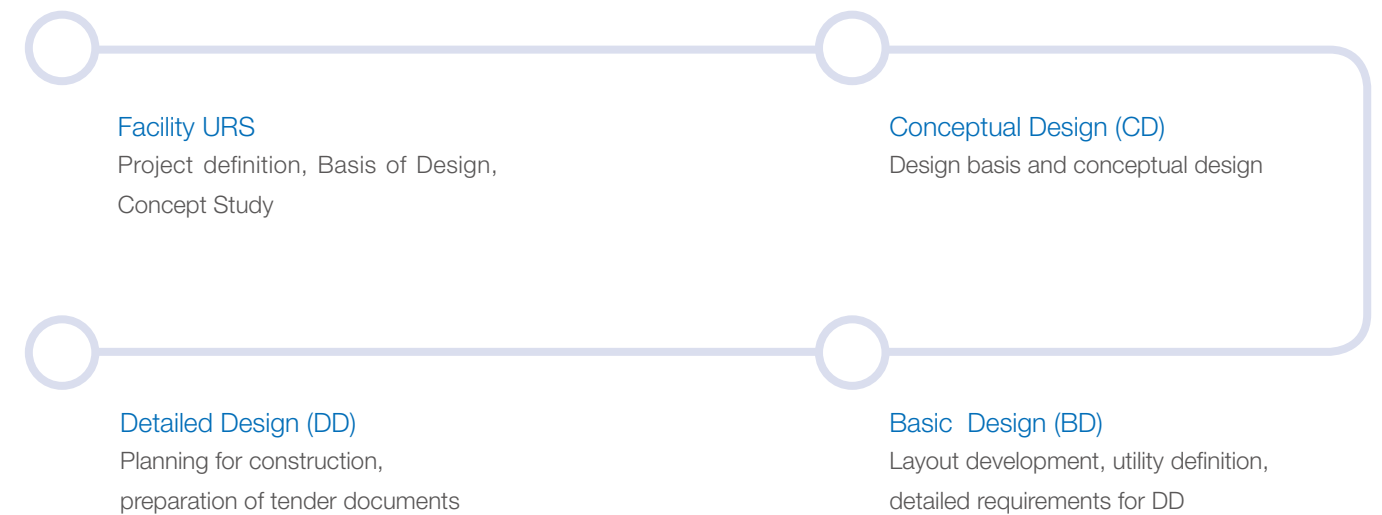 Facility URS
Project definition, Basis of Design,
Concept Study
Conceptual Design (CD)
Design basis and conceptual design
Detailed Design (DD)
Planning for construction,
preparation of tender documents
Basic Design (BD)
Layout development, utility definition,
detailed requirements for DD